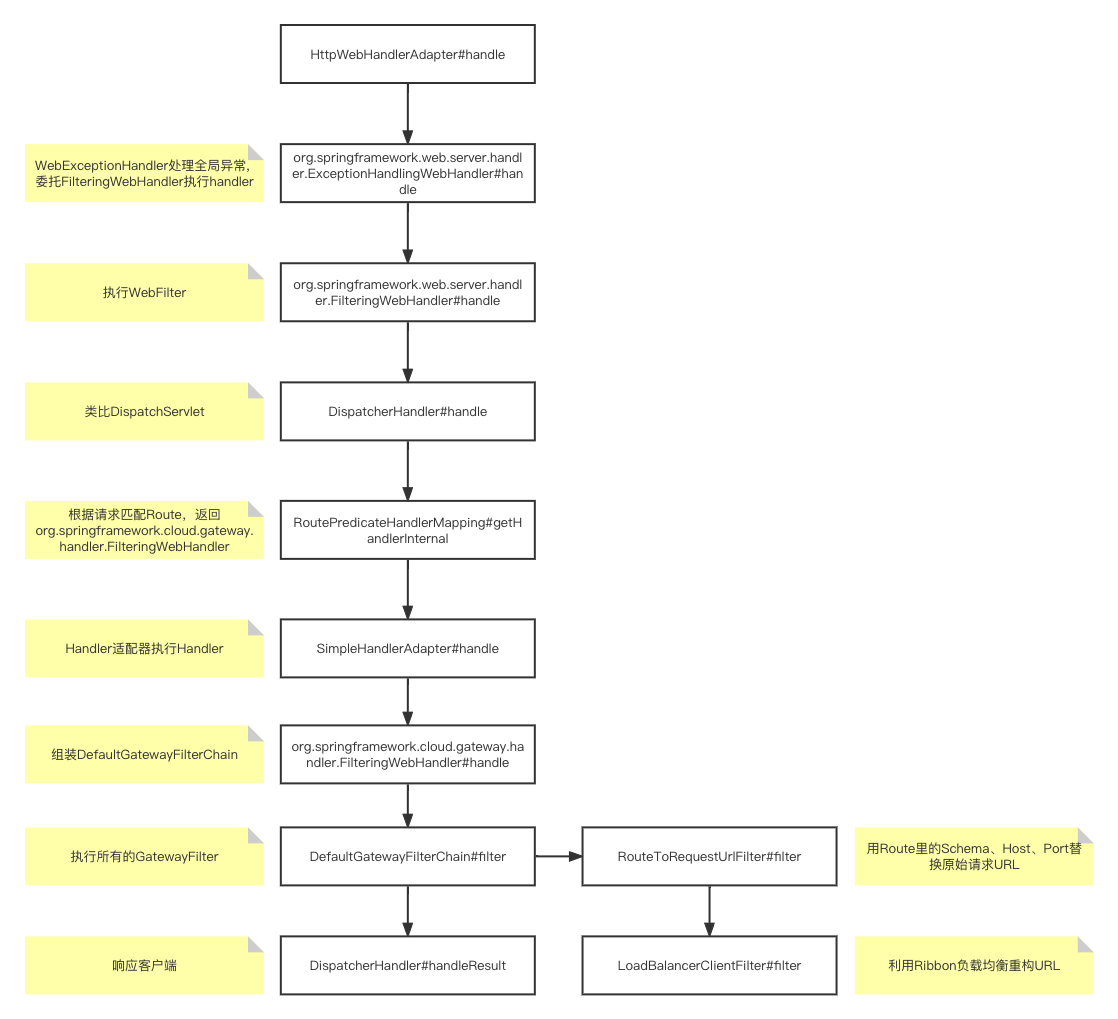 HttpWebHandlerAdapter#handle
WebExceptionHandler处理全局异常，
委托FilteringWebHandler执行handler
org.springframework.web.server.handl
er.ExceptionHandlingWebHandler#han
dle
执行WebFilter
org.springframework.web.server.handl
er.FilteringWebHandler#handle
类比DispatchServlet
DispatcherHandler#handle
根据请求匹配Route，返回
org.springframework.cloud.gateway.
handler.FilteringWebHandler
RoutePredicateHandlerMapping#getH
andlerInternal
Handler适配器执行Handler
SimpleHandlerAdapter#handle
组装DefaultGatewayFilterChain
org.springframework.cloud.gateway.ha
ndler.FilteringWebHandler#handle
执行所有的GatewayFilter
DefaultGatewayFilterChain#filter
RouteToRequestUrlFilter#filter
用Route里的Schema、Host、Port替
换原始请求URL
响应客户端
DispatcherHandler#handleResult
LoadBalancerClientFilter#filter
利用Ribbon负载均衡重构URL